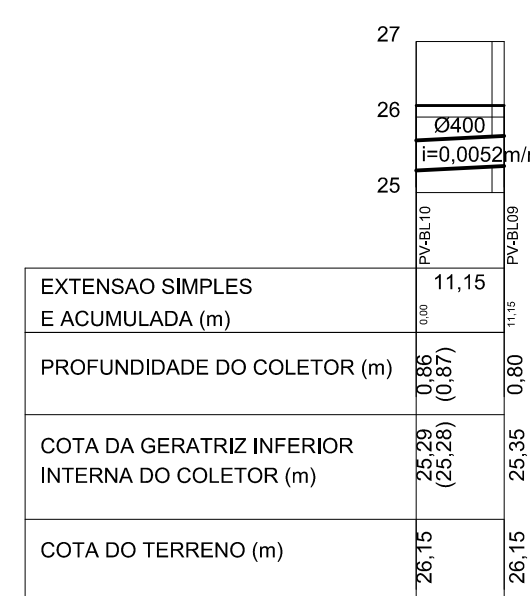 27
26
Ø400
i=0,0052m/
25
PV-BL10
PV-BL09
EXTENSAO SIMPLES
E ACUMULADA (m)
11,15
0,00
11,15
PROFUNDIDADE DO COLETOR (m)
0,86
(0,87)
0,80
COTA DA GERATRIZ INFERIOR
INTERNA DO COLETOR (m)
25,29
(25,28)
25,35
COTA DO TERRENO (m)
26,15
26,15